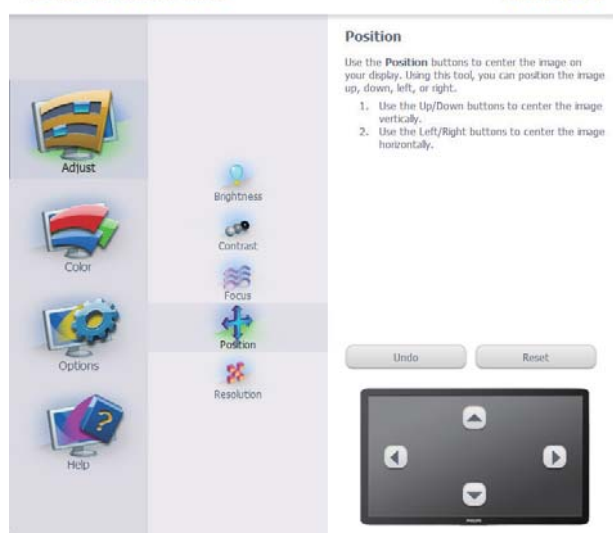 Adjust
Color
Options
Help
Brightness
Contrast
Focus
Position
Resolution
Position
Use the Position buttons to center the image on
your display. Using this tool, you can position the image
up, down, left, or right.
1. Use the Up/Down buttons to center the image
vertically.
2. Use the Left/Right buttons to center the image
horizontally.
Undo
Reset
PHILIPS